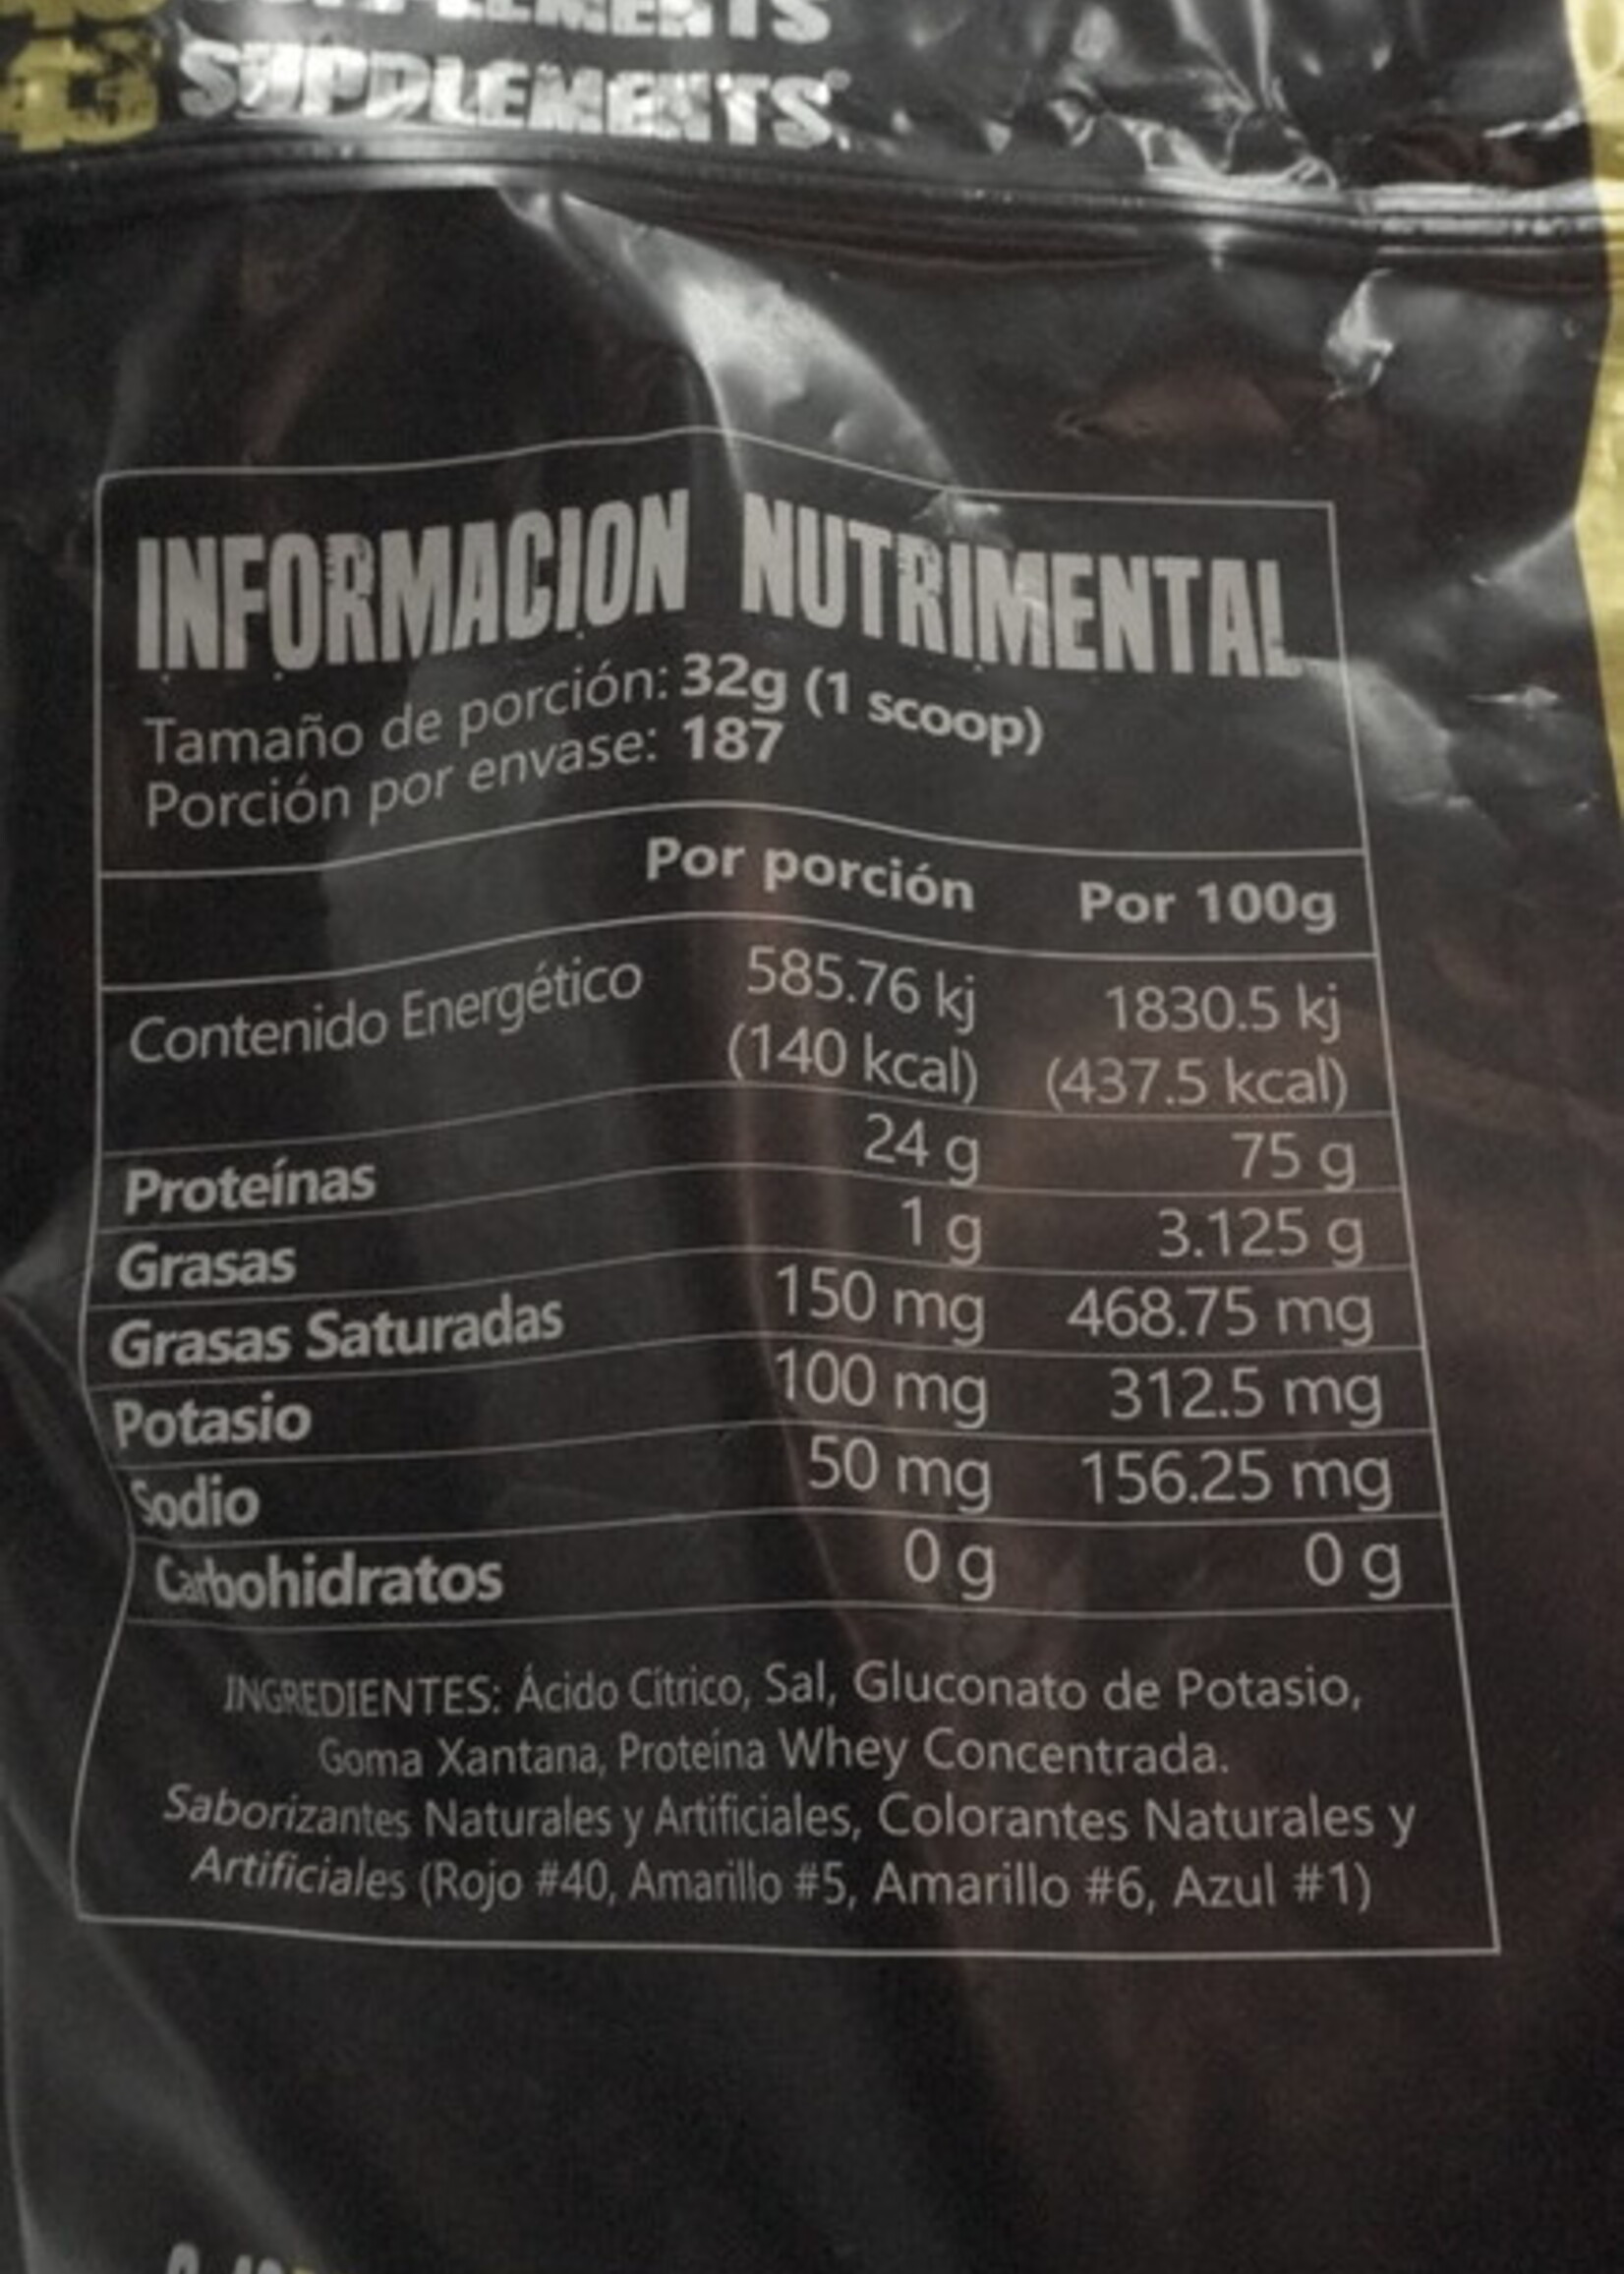 SUPPLEMENTS
SUPPLEMENTS
INFORMACION NUTRIMENTAL
Tamaño de porción: 32g (1 scoop)
Porción por envase: 187
Por porción Por 100g
Contenido Energético 585.76 kj 1830.5 kj
(140 kcal) (437.5 kcal)
Proteínas 24 g 75 g
Grasas 1 g 3.125 g
Grasas Saturadas 150 mg 468.75 mg
Potasio 100 mg 312.5 mg
Sodio 50 mg 156.25 mg
Carbohidratos 0 g 0 g
INGREDIENTES: Ácido Cítrico, Sal, Gluconato de Potasio,
Goma Xantana, Proteína Whey Concentrada.
Saborizantes Naturales y Artificiales, Colorantes Naturales y
Artificiales (Rojo #40, Amarillo #5, Amarillo #6, Azul #1)